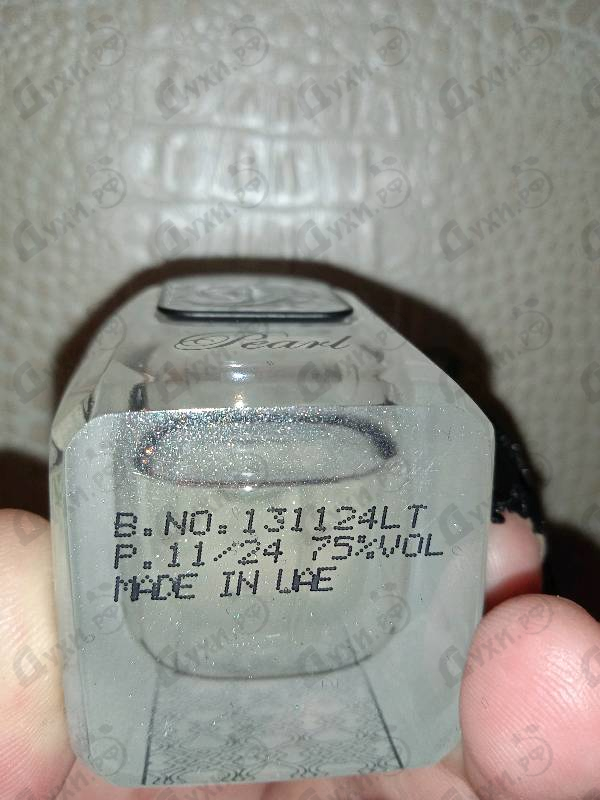 Pearl
B.NO.131124LT
P.11/24 75%VOL
MADE IN UAE
Духи.РФ